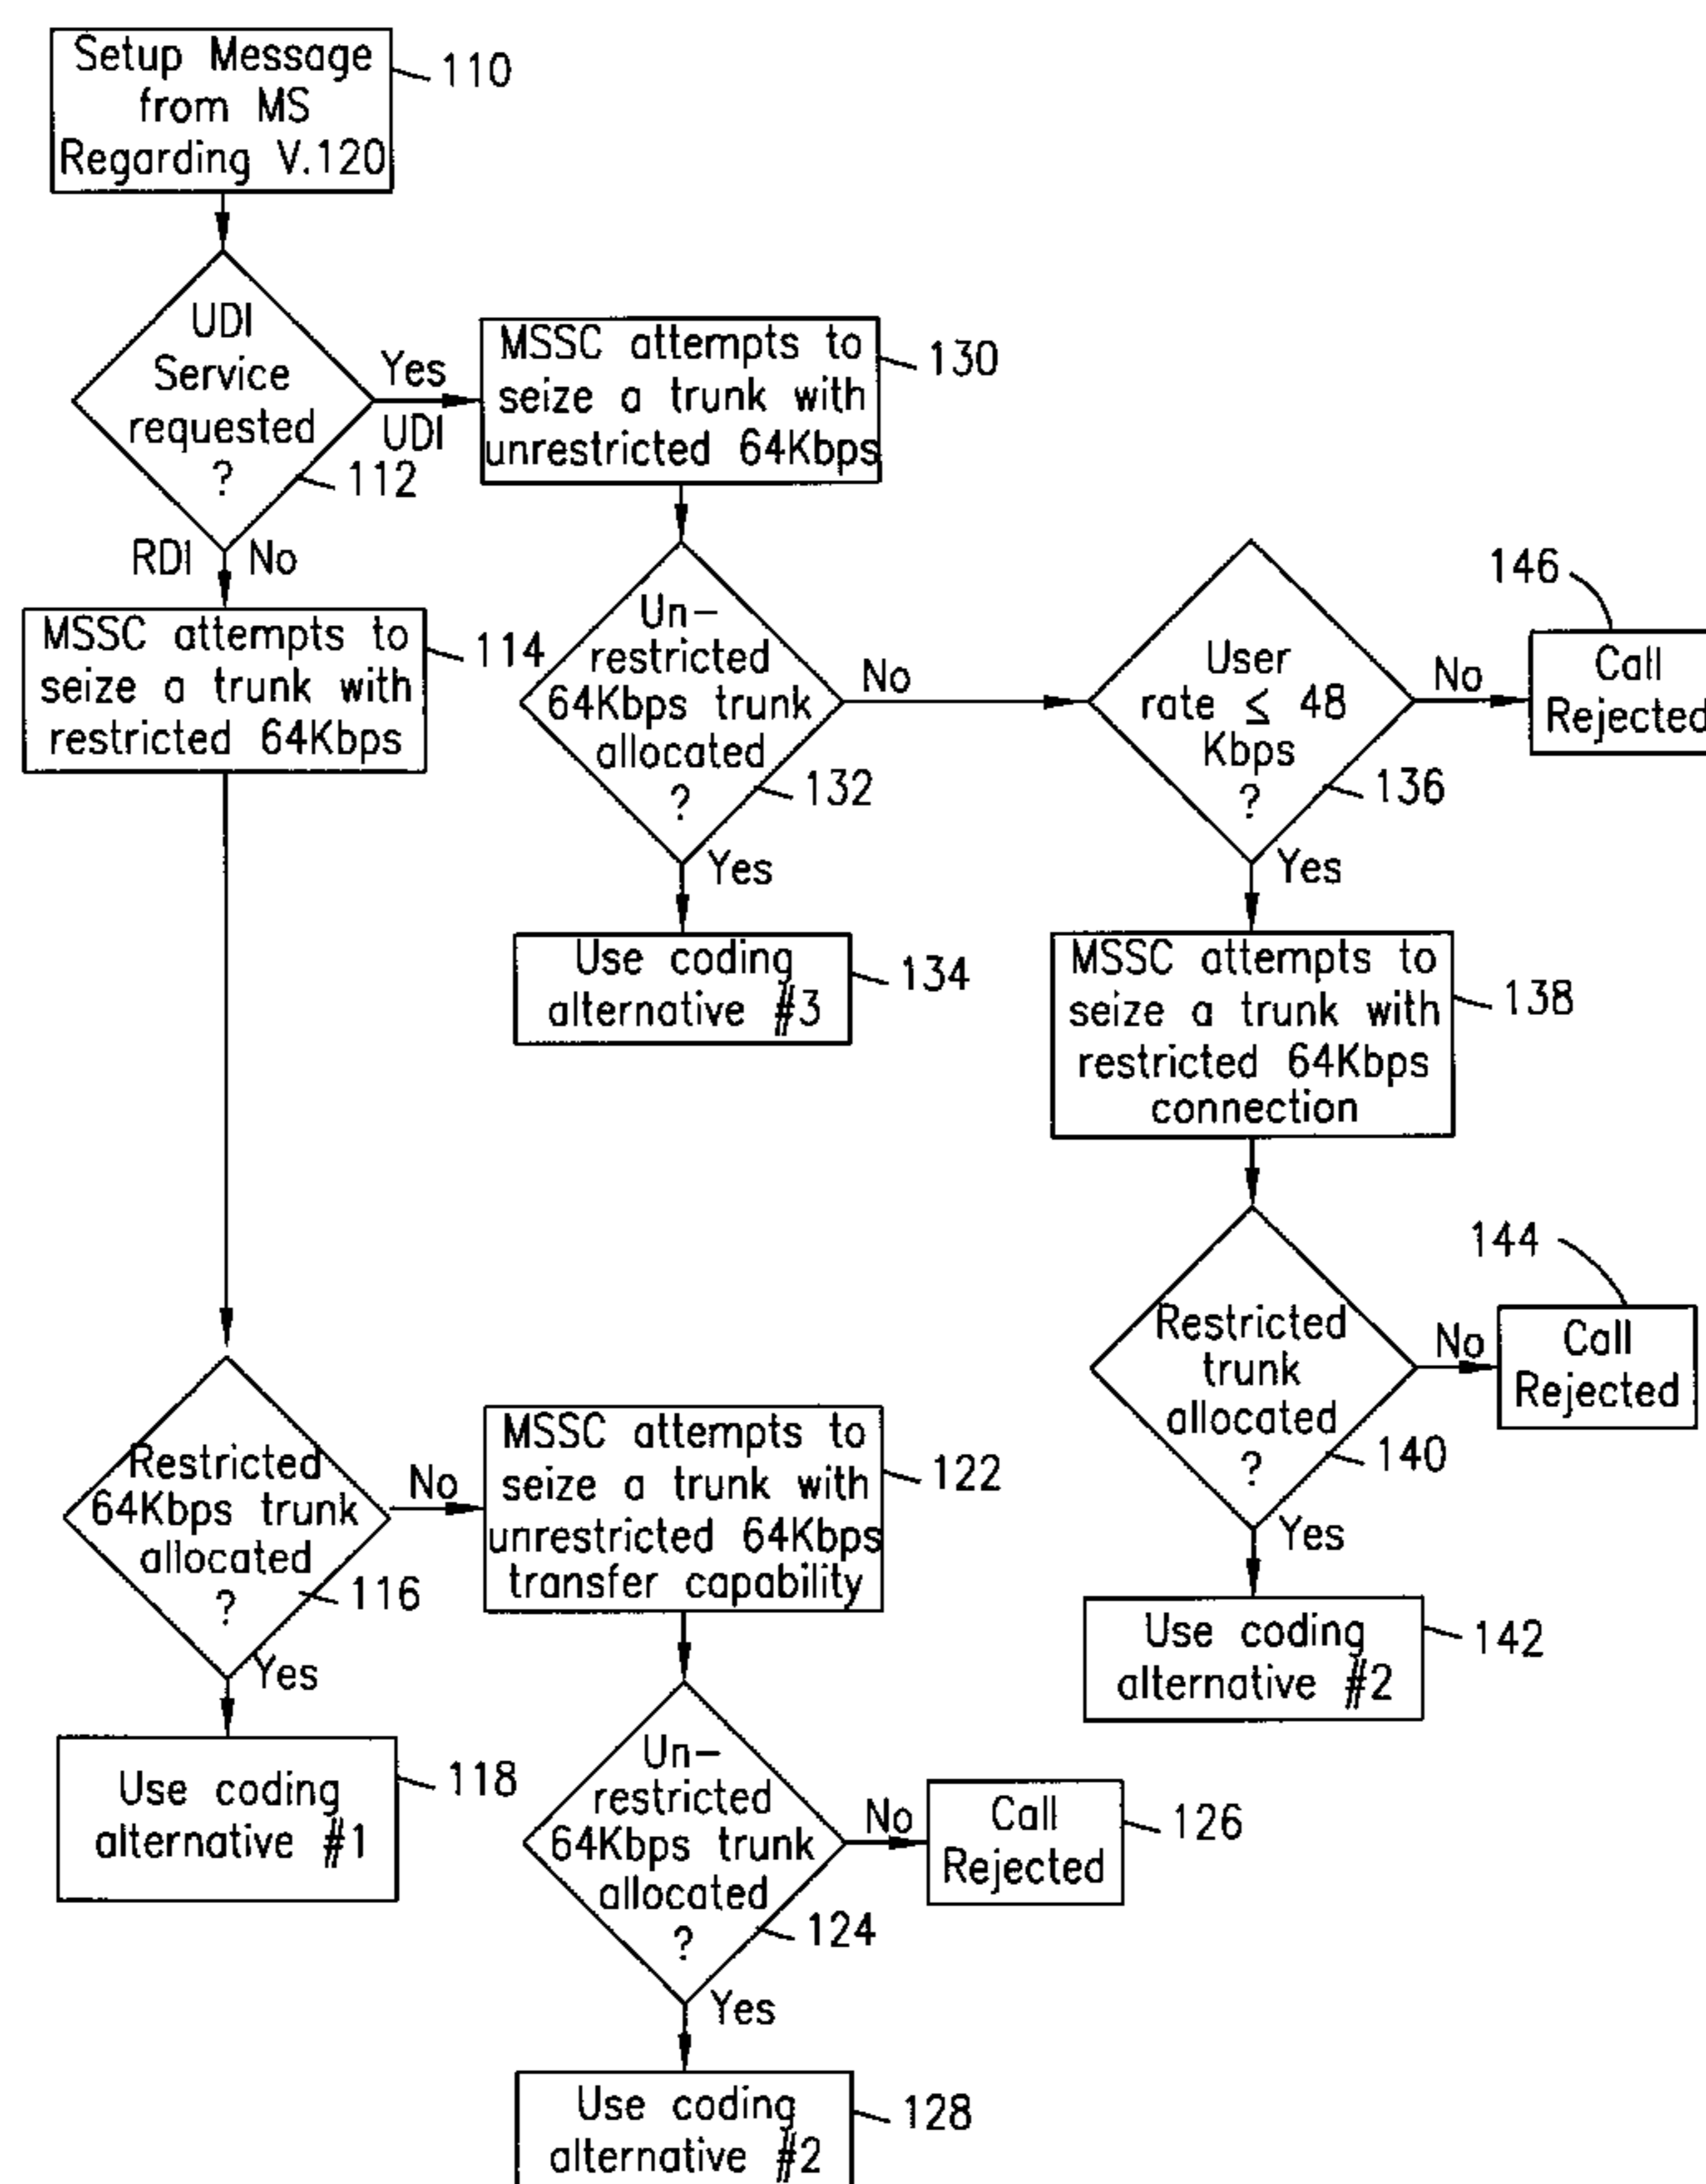 Setup Message
from MS
Regarding V.120
110
UDI
Service
requested
?
112
Yes
UDI
RDI No
MSSC attempts to
seize a trunk with
unrestricted 64Kbps
130
MSSC attempts to
seize a trunk with
restricted 64Kbps
114
Un-
restricted
64Kbps trunk
allocated
?
132
No
Yes
User
rate ≤ 48
Kbps
?
136
No
Yes
146
Call
Rejected
Use coding
alternative #3
134
MSSC attempts to
seize a trunk with
restricted 64Kbps
connection
138
Restricted
trunk
allocated
?
140
No
Yes
144
Call
Rejected
Use coding
alternative #2
142
Restricted
64Kbps trunk
allocated
?
116
No
Yes
MSSC attempts to
seize a trunk with
unrestricted 64Kbps
transfer capability
122
Use coding
alternative #1
118
Un-
restricted
64Kbps trunk
allocated
?
124
No
Yes
Call
Rejected
126
Use coding
alternative #2
128